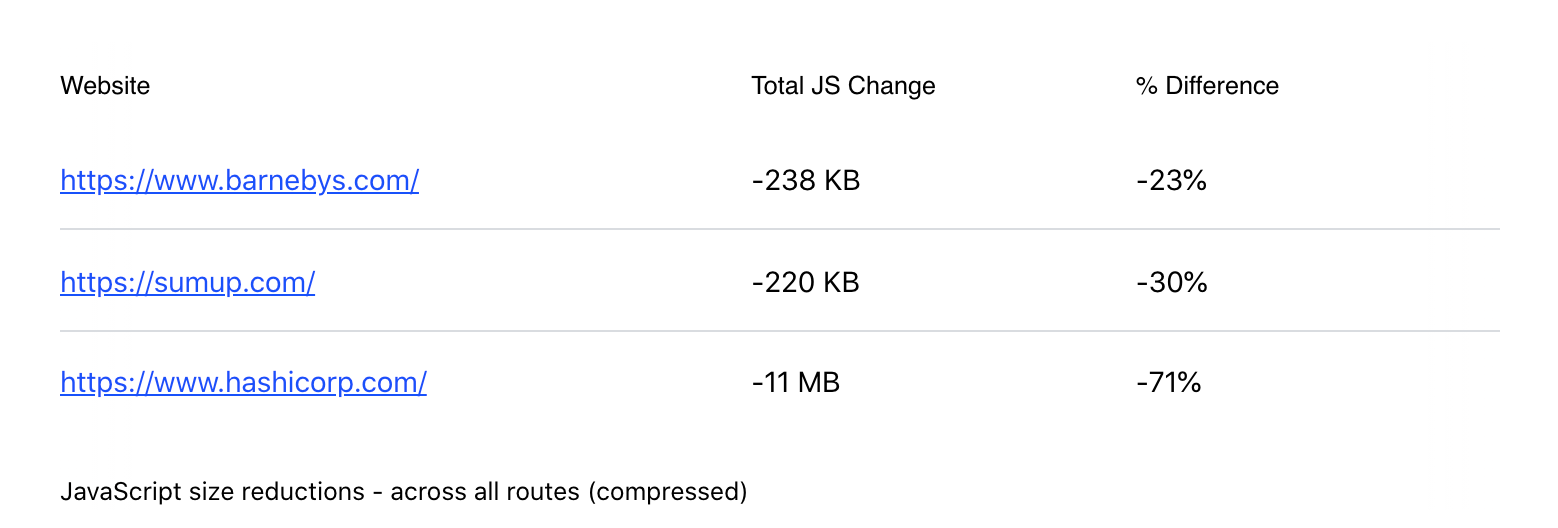 Website Total JS Change % Difference
https://www.barnebys.com/ -238 KB -23%
https://sumup.com/ -220 KB -30%
https://www.hashicorp.com/ -11 MB -71%
JavaScript size reductions - across all routes (compressed)